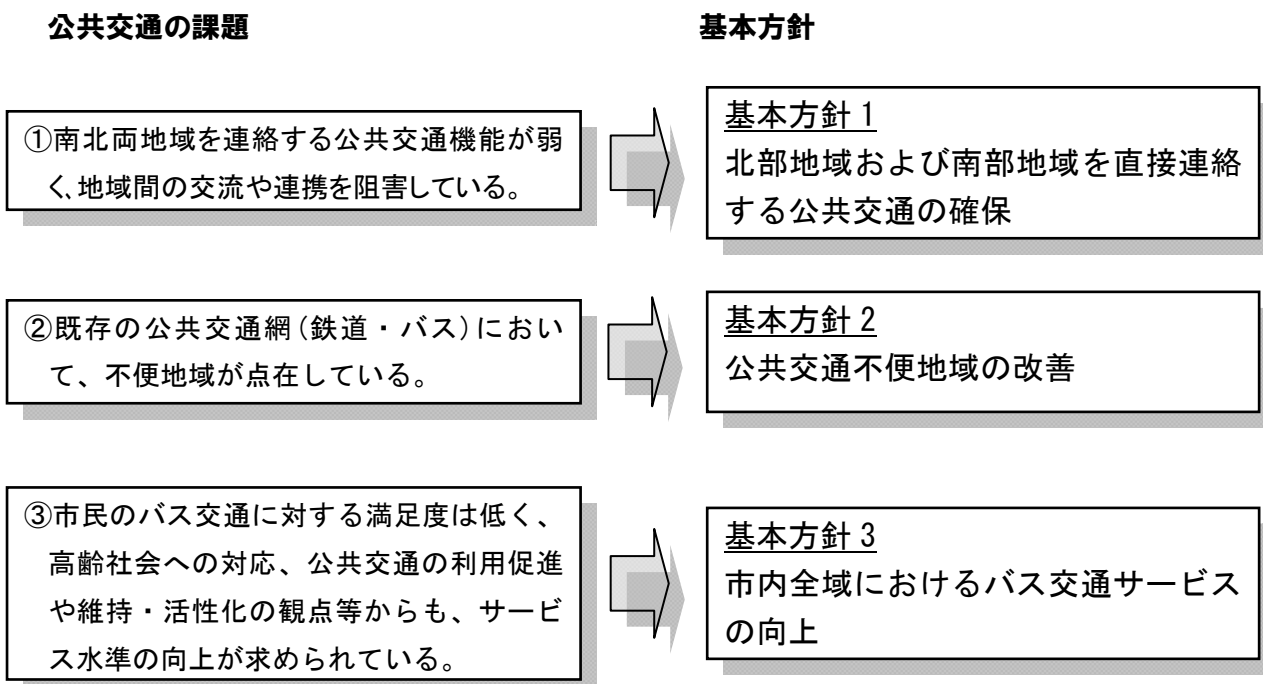 公共交通の課題
基本方針
①南北両地域を連絡する公共交通機能が弱
く、地域間の交流や連携を阻害している。
基本方針1
北部地域および南部地域を直接連絡
する公共交通の確保
②既存の公共交通網(鉄道・バス)におい
て、不便地域が点在している。
基本方針2
公共交通不便地域の改善
③市民のバス交通に対する満足度は低く、
高齢社会への対応、公共交通の利用促進
や維持・活性化の観点等からも、サービ
ス水準の向上が求められている。
基本方針3
市内全域におけるバス交通サービス
の向上